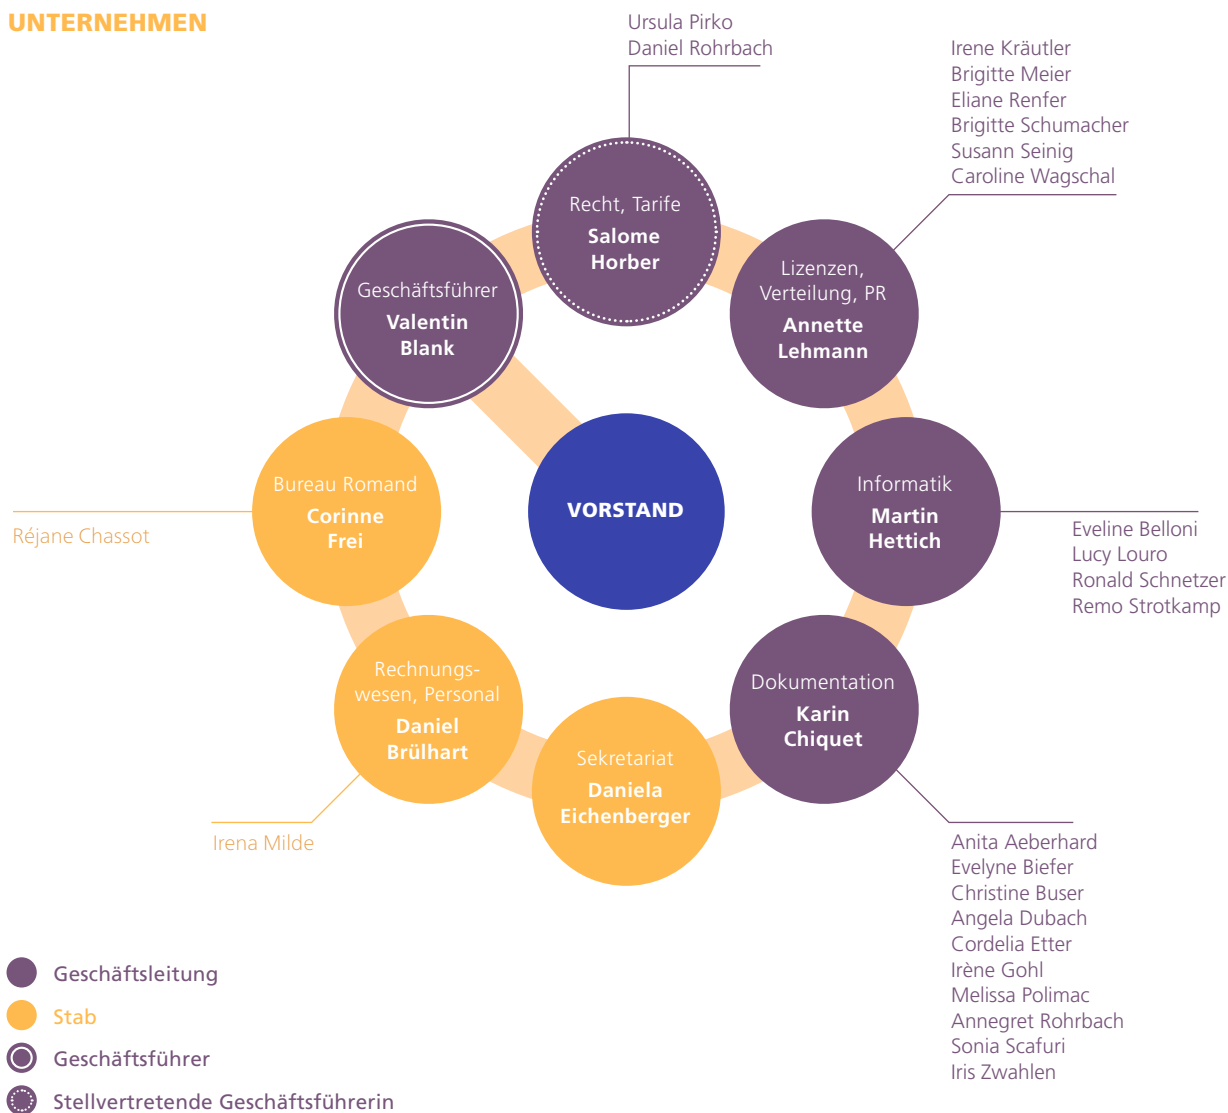 UNTERNEHMEN
Ursula Pirko
Daniel Rohrbach
Irene Kräutler
Brigitte Meier
Eliane Renfer
Brigitte Schumacher
Susann Seinig
Caroline Wagschal
Recht, Tarife
Salome
Horber
Geschäftsführer
Valentin
Blank
Lizenzen,
Verteilung, PR
Annette
Lehmann
Bureau Romand
Corinne
Frei
VORSTAND
Informatik
Martin
Hettich
Réjane Chassot
Eveline Belloni
Lucy Louro
Ronald Schnetzer
Remo Strotkamp
Rechnungs-
wesen, Personal
Daniel
Brülhart
Sekretariat
Daniela
Eichenberger
Dokumentation
Karin
Chiquet
Irena Milde
Anita Aeberhard
Evelyne Biefer
Christine Buser
Angela Dubach
Cordelia Etter
Irène Gohl
Melissa Polimac
Annegret Rohrbach
Sonia Scafuri
Iris Zwahlen
Geschäftsleitung
Stab
Geschäftsführer
Stellvertretende Geschäftsführerin